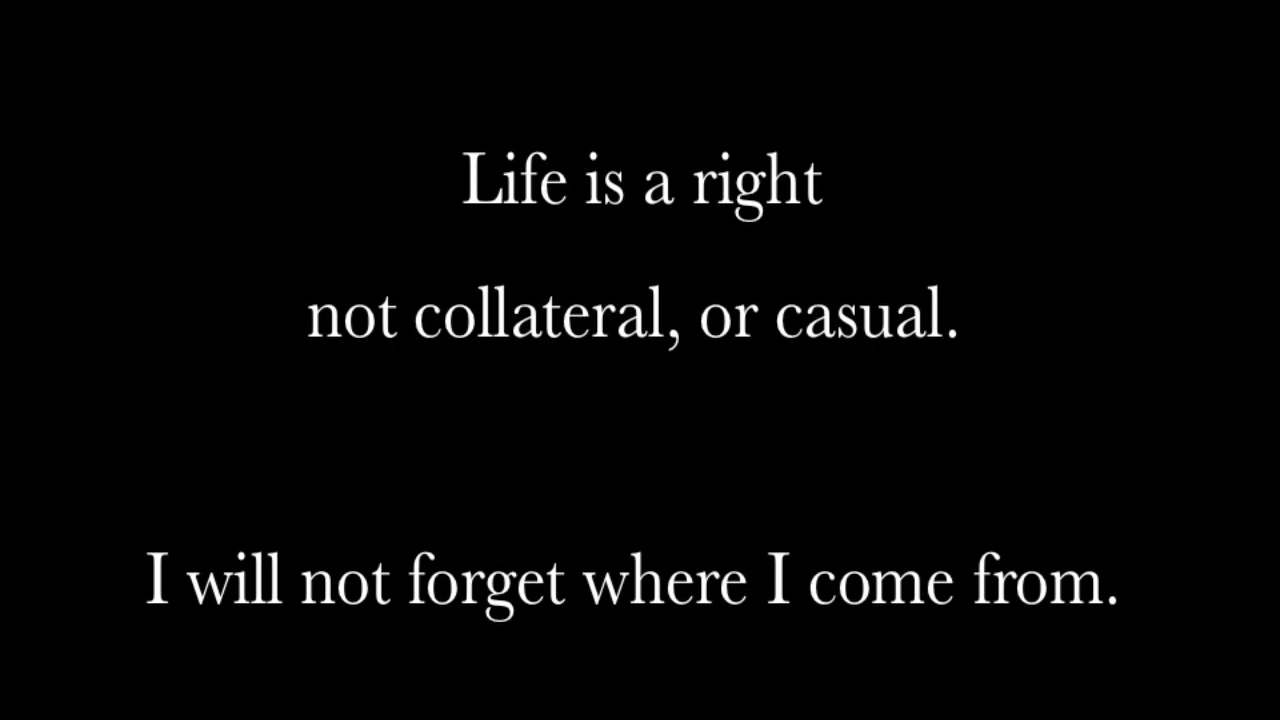 Life is a right
not collateral, or casual.
I will not forget where I come from.